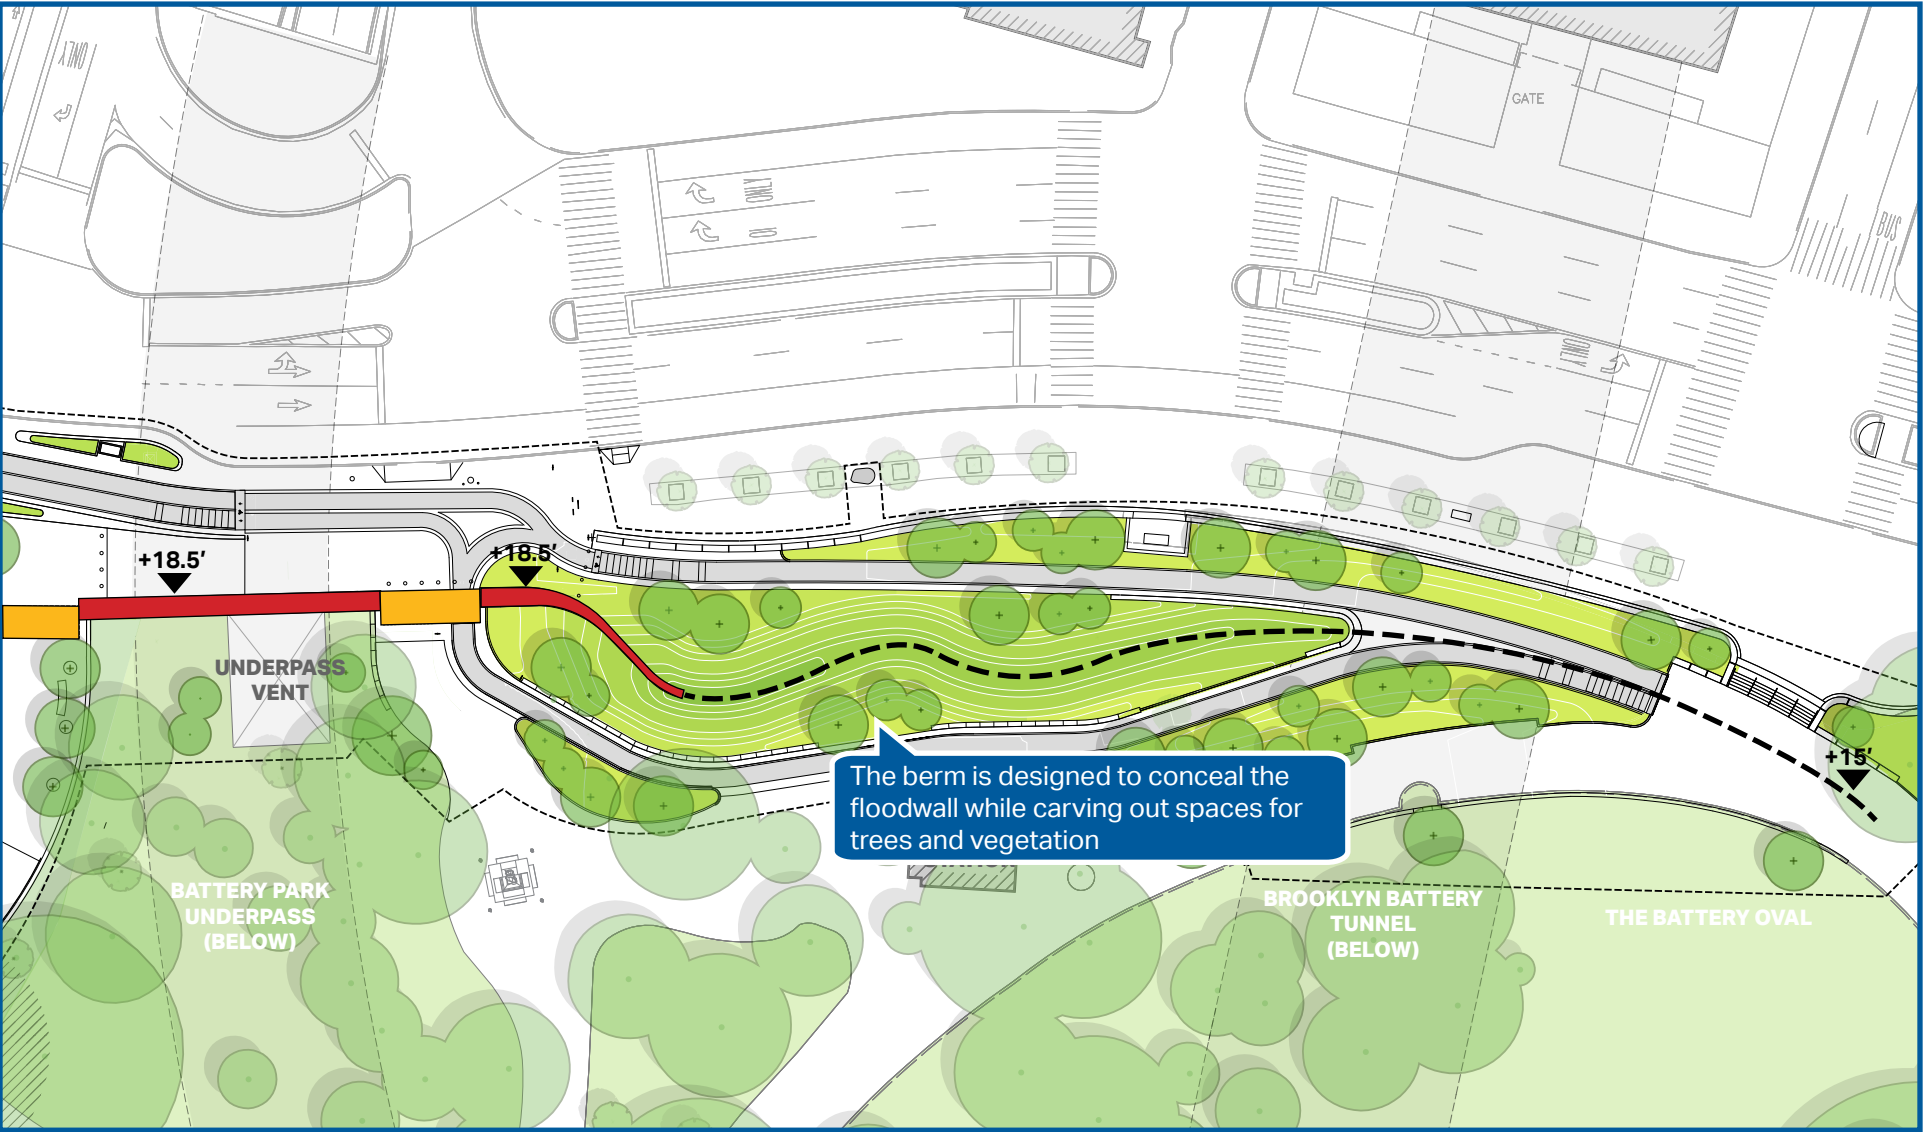 ONLY
GATE
BUS
+18.5′
+18.5′
UNDERPASS
VENT
The berm is designed to conceal the
floodwall while carving out spaces for
trees and vegetation
+15′
BATTERY PARK
UNDERPASS
(BELOW)
BROOKLYN BATTERY
TUNNEL
(BELOW)
THE BATTERY OVAL